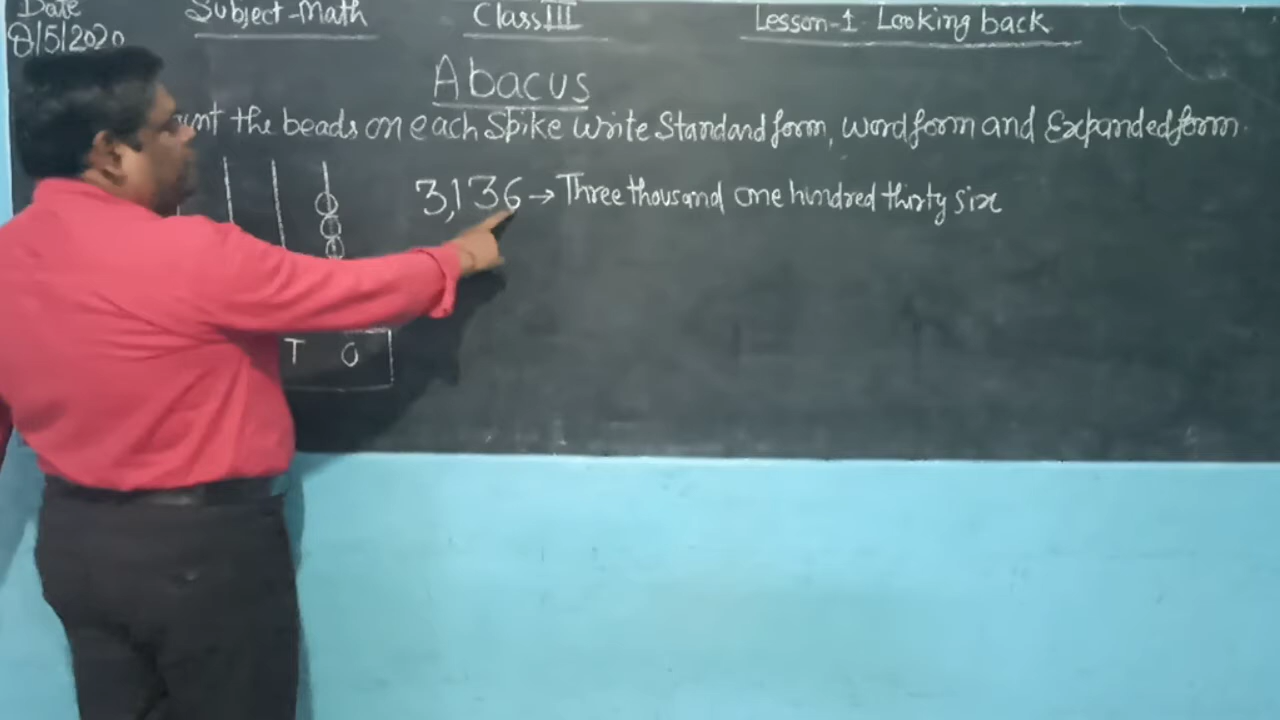 Date
8/5/2020
Subject-Math
Class III
Lesson-1 Looking back
Abacus
the beads on each Spike Write Standard form, word form and Expanded form.
3,136 → Three thousand one hundred thirty six
T O